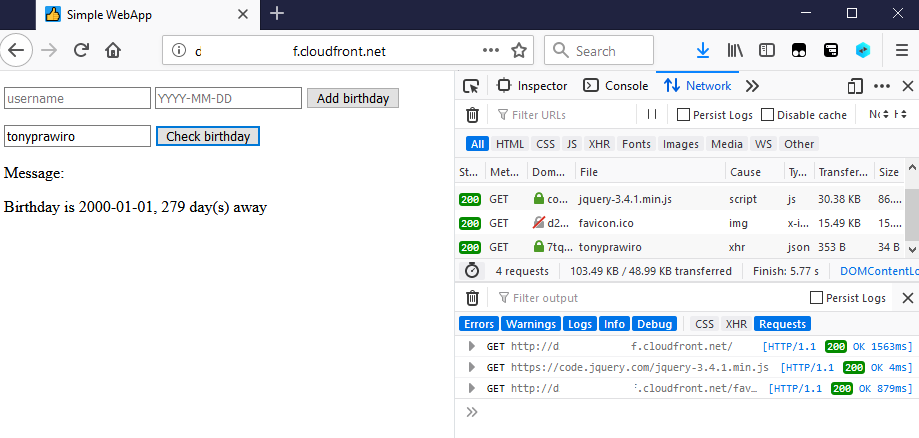 Simple WebApp
d f.cloudfront.net
Search
username YYYY-MM-DD Add birthday
tonyprawiro Check birthday
Message:
Birthday is 2000-01-01, 279 day(s) away
Inspector Console Network
Filter URLs Persist Logs Disable cache
All HTML CSS JS XHR Fonts Images Media WS Other
St... Met... Dom... File Cause Ty... Transfer... Size
200 GET co... jquery-3.4.1.min.js script js 30.38 KB 86....
200 GET d2... favicon.ico img x-i... 15.49 KB 15....
200 GET 7tq... tonyprawiro xhr json 353 B 34 B
4 requests 103.49 KB / 48.99 KB transferred Finish: 5.77 s DOMContentLo
Filter output Persist Logs
Errors Warnings Logs Info Debug CSS XHR Requests
GET http://d f.cloudfront.net/ [HTTP/1.1 200 OK 1563ms]
GET https://code.jquery.com/jquery-3.4.1.min.js [HTTP/1.1 200 OK 4ms]
GET http://d f.cloudfront.net/fav... [HTTP/1.1 200 OK 879ms]